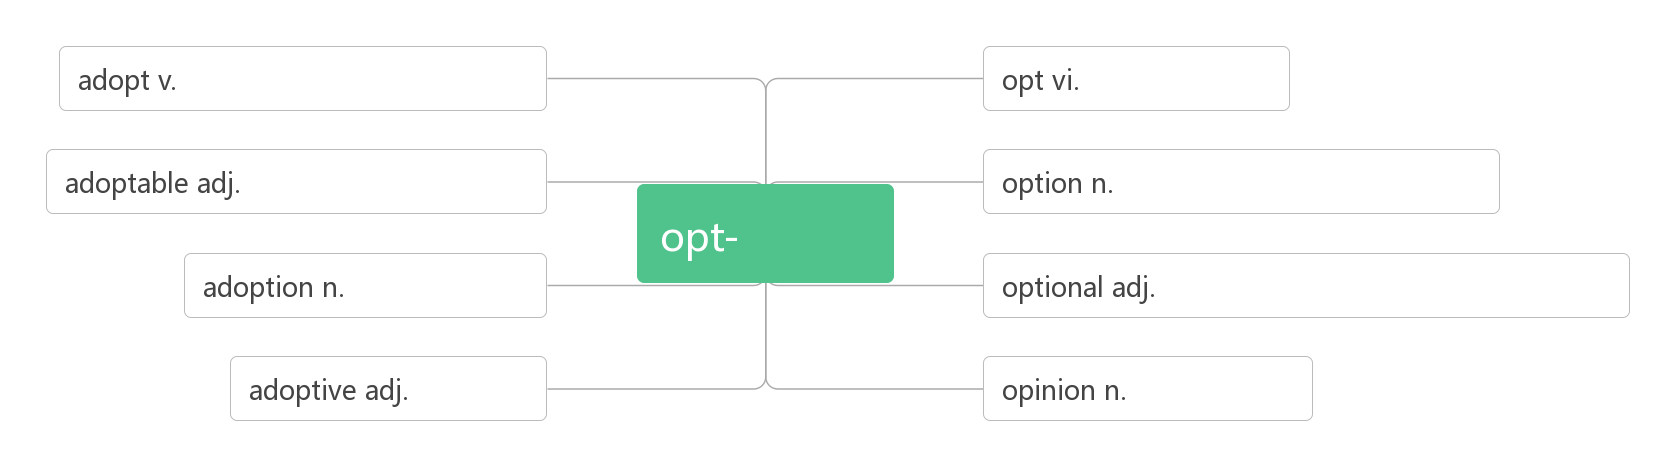 adopt v.
adoptable adj.
adoption n.
adoptive adj.
opt-
opt vi.
option n.
optional adj.
opinion n.